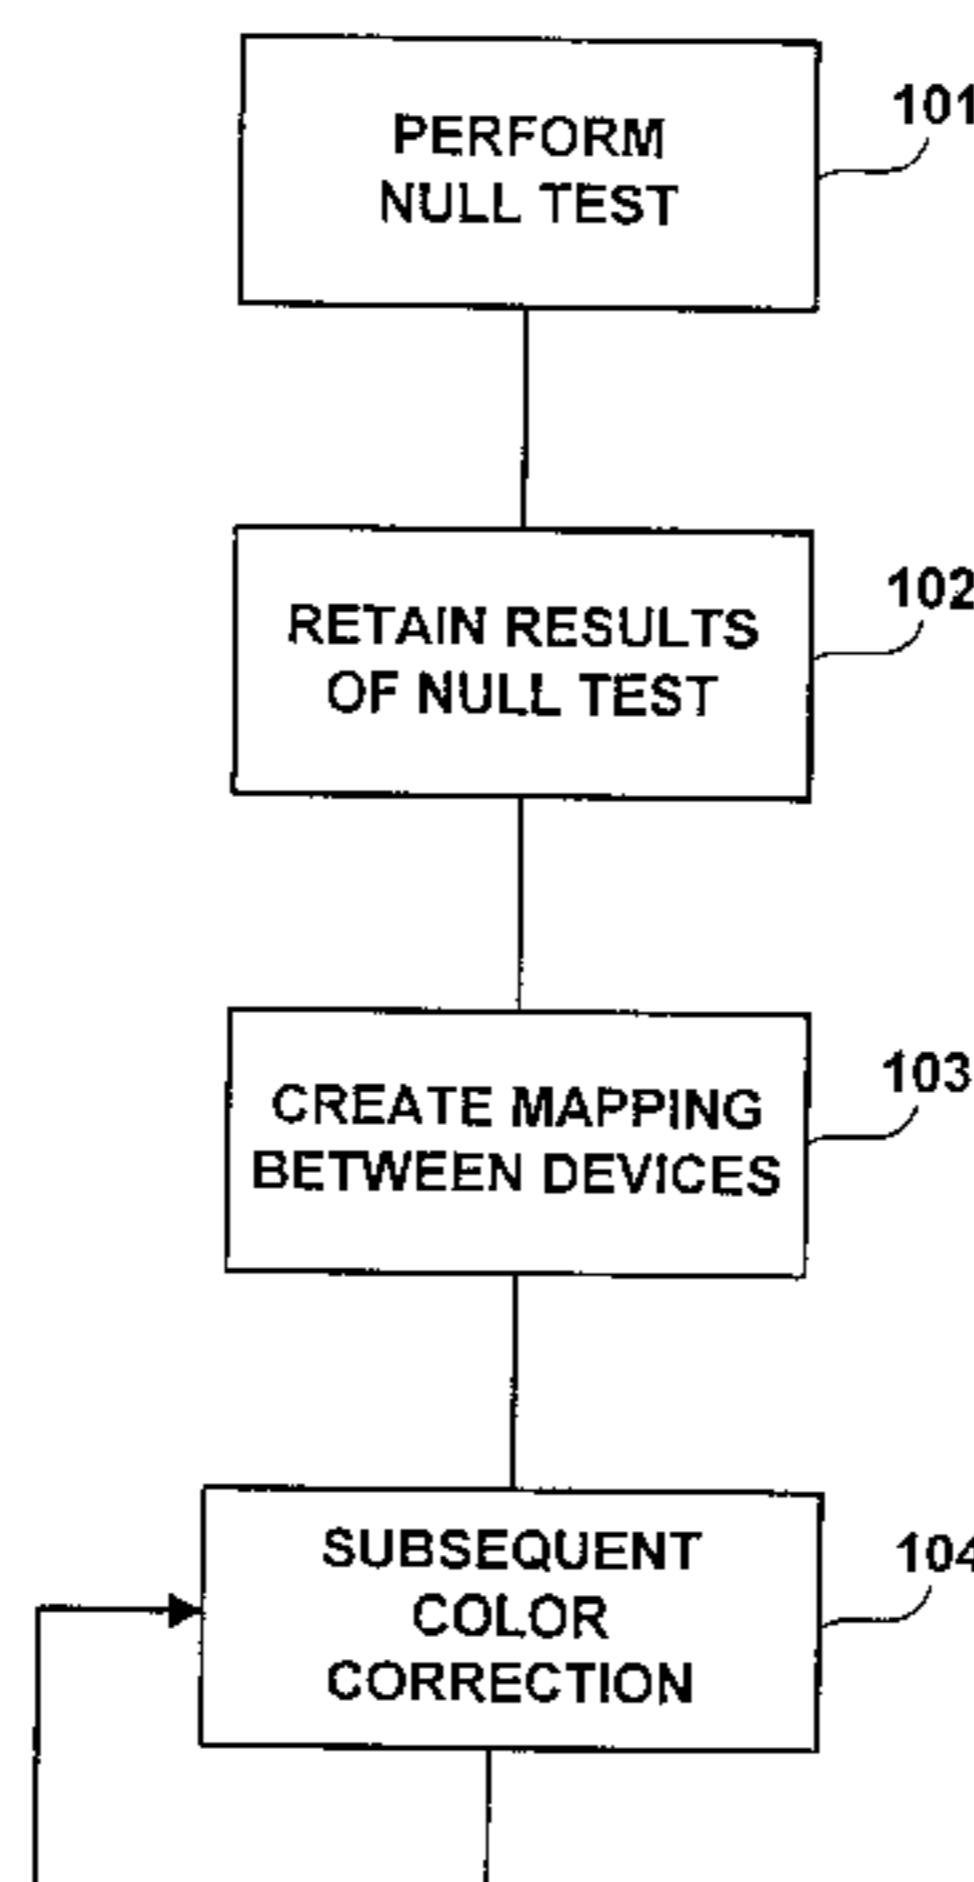 PERFORM
NULL TEST
101
RETAIN RESULTS
OF NULL TEST
102
CREATE MAPPING
BETWEEN DEVICES
103
SUBSEQUENT
COLOR
CORRECTION
104